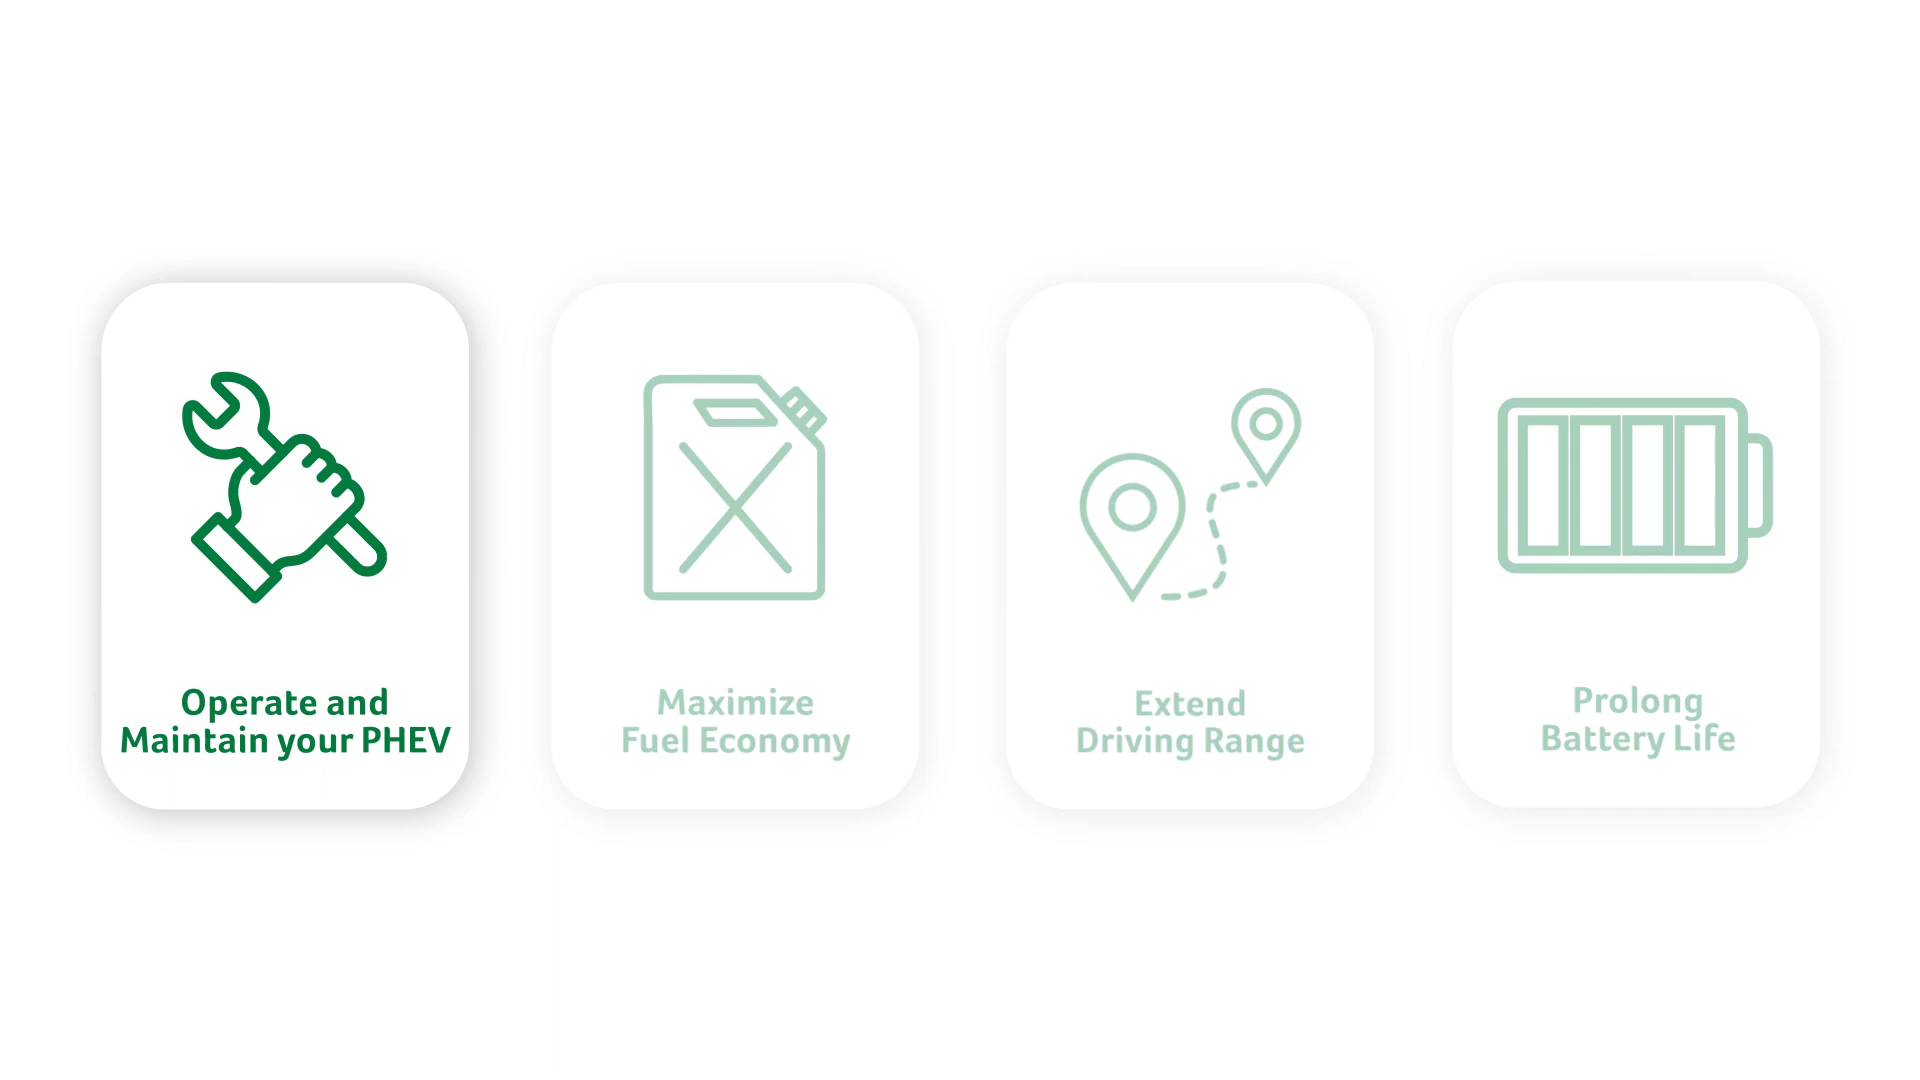 Operate and
Maintain your PHEV
Maximize
Fuel Economy
Extend
Driving Range
Prolong
Battery Life